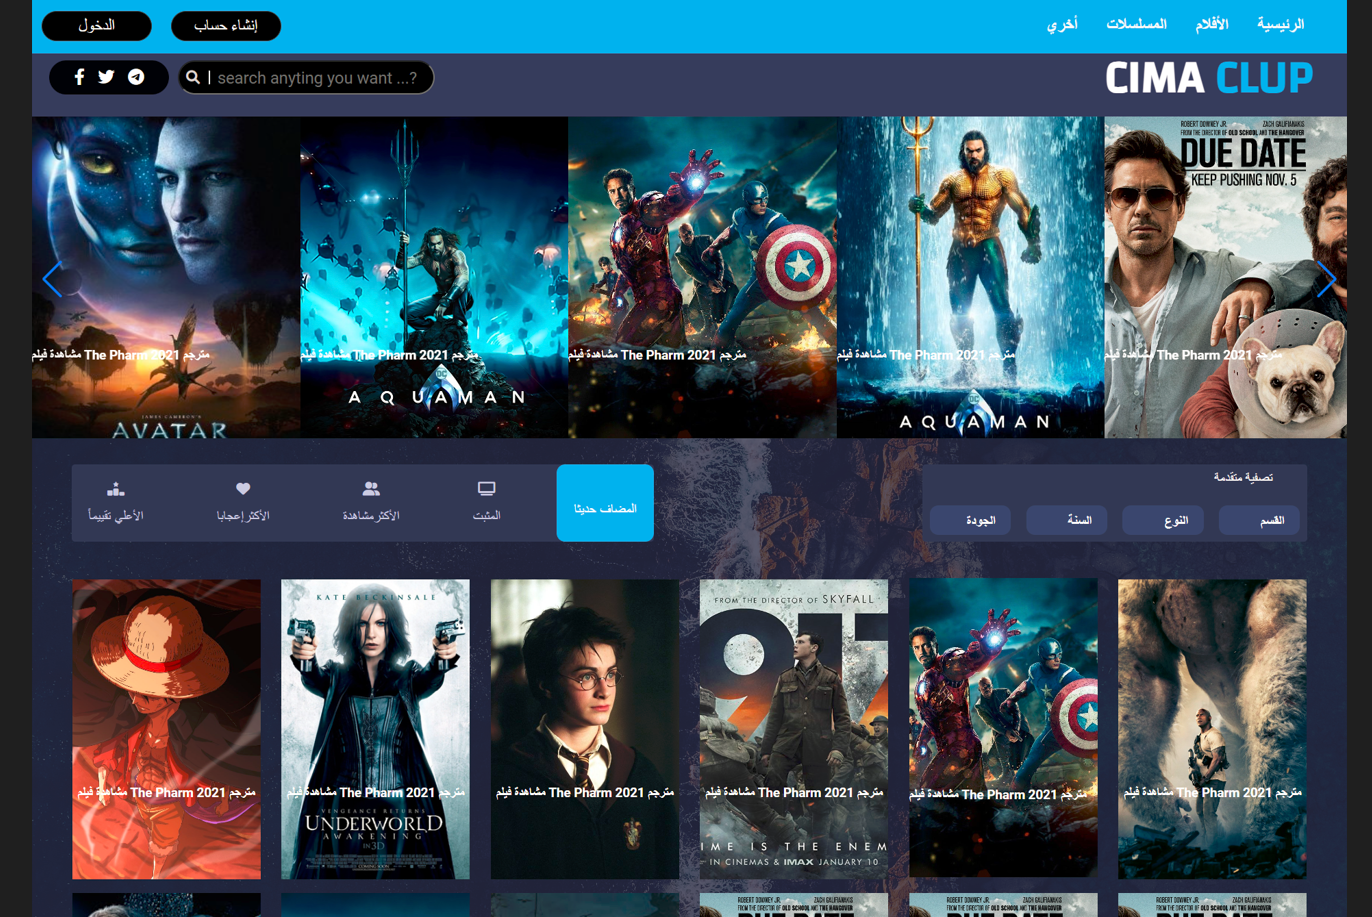 الرئيسية
الأفلام
المسلسلات
أخري
إنشاء حساب
الدخول
CIMA CLUP
search anyting you want ...?
AVATAR
JAMES CAMERON'S
مترجم The Pharm 2021 مشاهدة فيلم
DC
AQUAMAN
مترجم The Pharm 2021 مشاهدة فيلم
مترجم The Pharm 2021 مشاهدة فيلم
مترجم The Pharm 2021 مشاهدة فيلم
AQUAMAN
ROBERT DOWNEY JR. ZACH GALIFIANAKIS
FROM THE DIRECTOR OF OLD SCHOOL AND THE HANGOVER
DUE DATE
KEEP PUSHING NOV. 5
مترجم The Pharm 2021 مشاهدة فيلم
تصفية متقدمة
القسم
النوع
السنة
الجودة
المضاف حديثا
المثبت
الأكثر مشاهدة
الأكثر إعجابا
الأعلي تقييماً
مترجم The Pharm 2021 مشاهدة فيلم
KATE BECKINSALE
مترجم The Pharm 2021 مشاهدة فيلم
VENGEANCE RETURNS
UNDERWORLD
AWAKENING
IN 3D
مترجم The Pharm 2021 مشاهدة فيلم
FROM THE DIRECTOR OF SKYFALL
917
مترجم The Pharm 2021 مشاهدة فيلم
IME IS THE ENEM
IN CINEMAS & IMAX JANUARY 10
مترجم The Pharm 2021 مشاهدة فيلم
مترجم The Pharm 2021 مشاهدة فيلم
ROBERT DOWNEY JR. ZACH GALIFIANAKIS
FROM THE DIRECTOR OF OLD SCHOOL AND THE HANGOVER
ROBERT DOWNEY JR. ZACH GALIFIANAKIS
FROM THE DIRECTOR OF OLD SCHOOL AND THE HANGOVER
ROBERT DOWNEY JR. ZACH GALIFIANAKIS
FROM THE DIRECTOR OF OLD SCHOOL AND THE HANGOVER